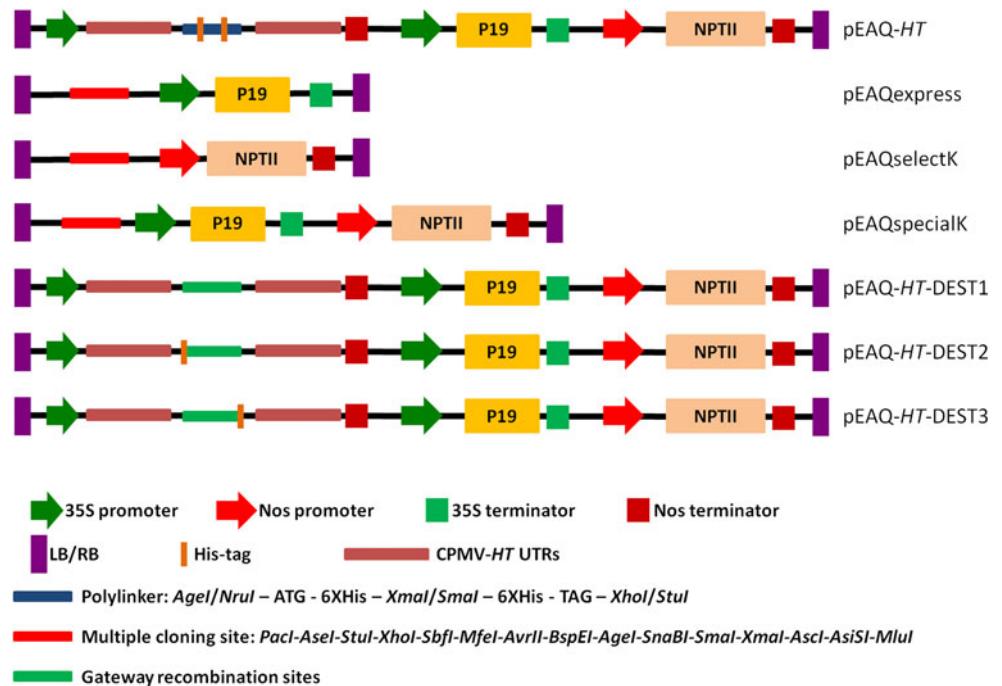 P19 NPTII pEAQ-HT
P19 pEAQexpress
NPTII pEAQselectK
P19 NPTII pEAQspecialK
P19 NPTII pEAQ-HT-DEST1
P19 NPTII pEAQ-HT-DEST2
P19 NPTII pEAQ-HT-DEST3
35S promoter Nos promoter 35S terminator Nos terminator
LB/RB His-tag CPMV-HT UTRs
Polylinker: AgeI/NruI – ATG - 6XHis – XmaI/SmaI – 6XHis - TAG – XhoI/StuI
Multiple cloning site: PacI-AseI-StuI-XhoI-SbfI-MfeI-AvrII-BspEI-AgeI-SnaBI-SmaI-XmaI-AscI-AsiSI-MluI
Gateway recombination sites